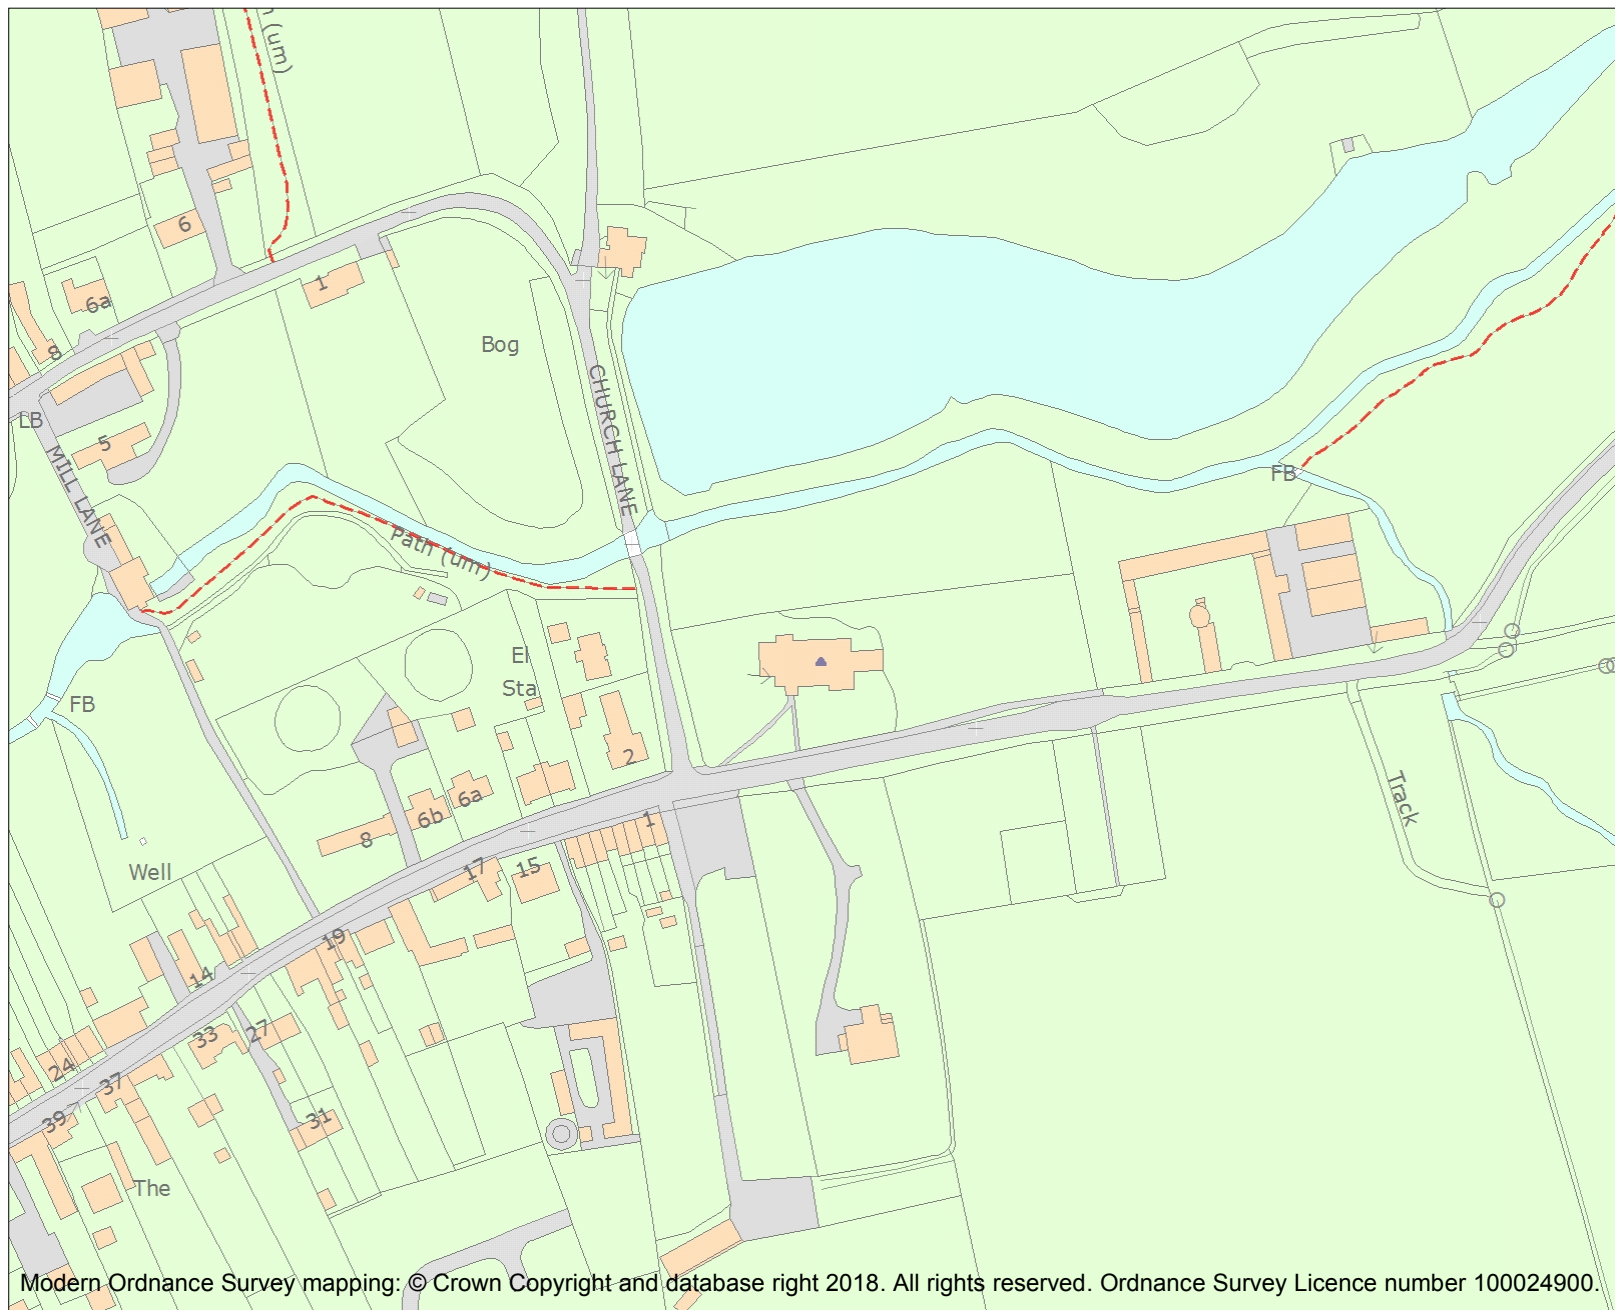 h (um)
6
6a
1
8
Bog
LB
5
CHURCH LANE
MILL LANE
FB
Path (um)
El
Sta
FB
2
Track
6a
6b
8
1
17
15
Well
19
14
33
27
24
37
39
31
The
Modern Ordnance Survey mapping: © Crown Copyright and database right 2018. All rights reserved. Ordnance Survey Licence number 100024900.